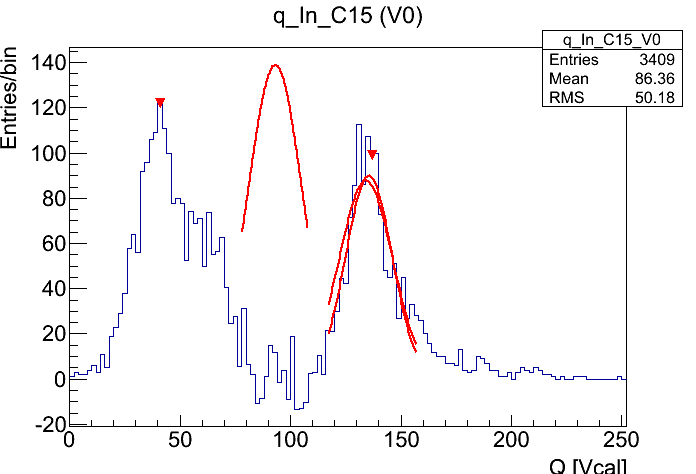 q_In_C15 (V0)
q_In_C15_V0
Entries 3409
Mean 86.36
RMS 50.18
Entries/bin
140
120
100
80
60
40
20
0
-20
0 50 100 150 200 250
Q [Vcal]